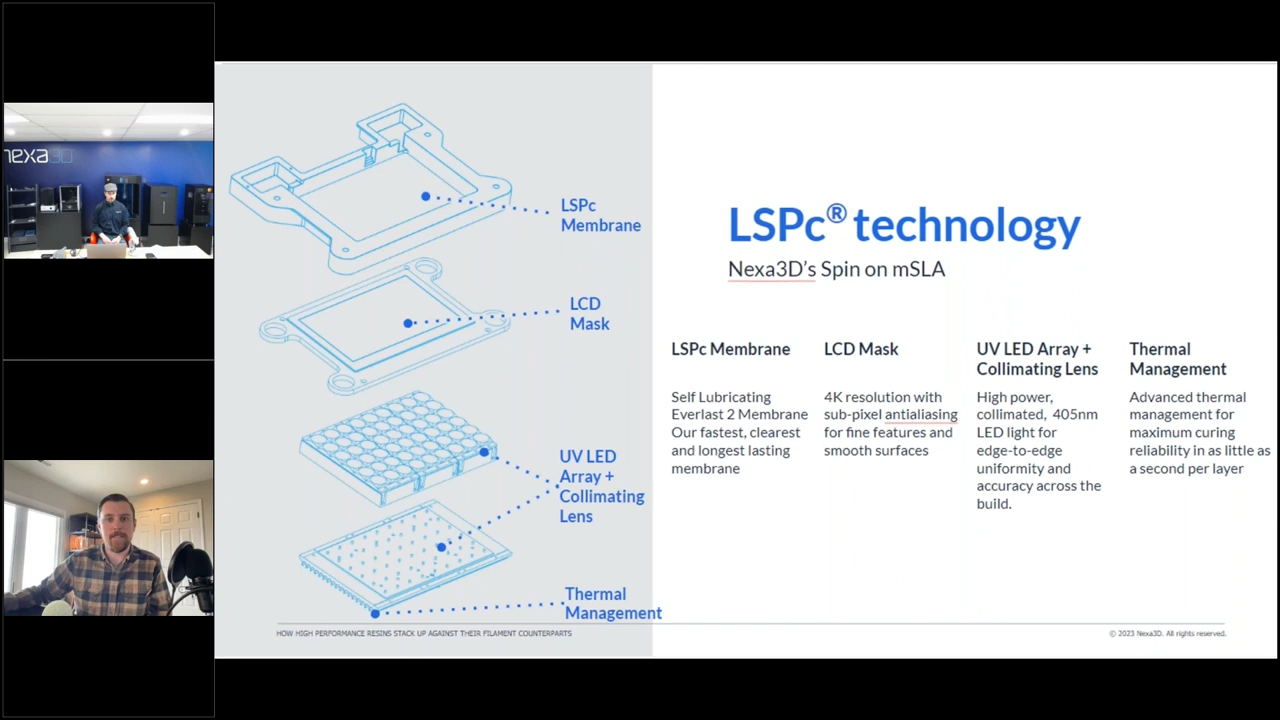 nexa3D
LSPc
Membrane
LCD
Mask
UV LED
Array +
Collimating
Lens
Thermal
Management
HOW HIGH PERFORMANCE RESINS STACK UP AGAINST THEIR FILAMENT COUNTERPARTS
LSPc® technology
Nexa3D's Spin on mSLA
LSPc Membrane
Self Lubricating
Everlast 2 Membrane
Our fastest, clearest
and longest lasting
membrane
LCD Mask
4K resolution with
sub-pixel antialiasing
for fine features and
smooth surfaces
UV LED Array +
Collimating Lens
High power,
collimated, 405nm
LED light for
edge-to-edge
uniformity and
accuracy across the
build.
Thermal
Management
Advanced thermal
management for
maximum curing
reliability in as little as
a second per layer
© 2023 Nexa3D. All rights reserved.